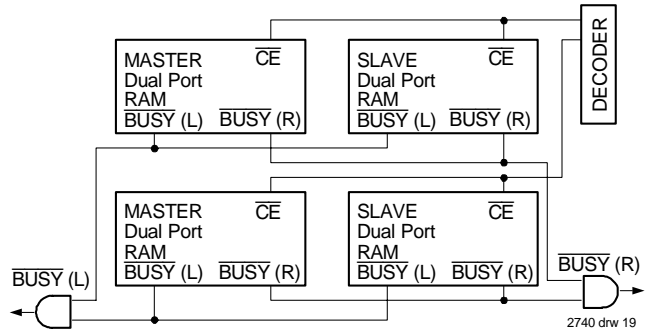 MASTER
Dual Port
RAM
CE
BUSY (L) BUSY (R)
SLAVE
Dual Port
RAM
CE
BUSY (L) BUSY (R)
DECODER
MASTER
Dual Port
RAM
CE
BUSY (L) BUSY (R)
SLAVE
Dual Port
RAM
CE
BUSY (L) BUSY (R)
BUSY (L)
BUSY (R)
2740 drw 19